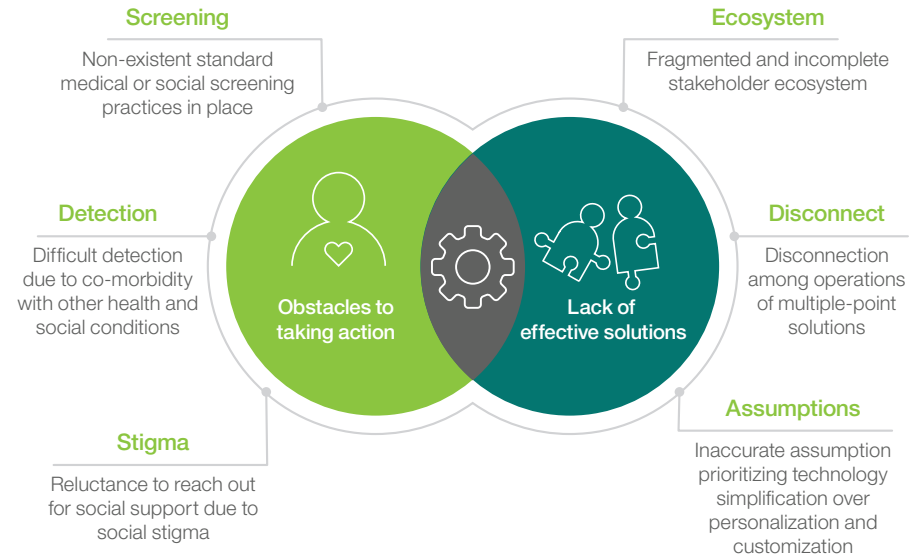 Screening
Non-existent standard
medical or social screening
practices in place
Detection
Difficult detection
due to co-morbidity
with other health and
social conditions
Stigma
Reluctance to reach out
for social support due to
social stigma
Obstacles to
taking action
Lack of
effective solutions
Ecosystem
Fragmented and incomplete
stakeholder ecosystem
Disconnect
Disconnection
among operations
of multiple-point
solutions
Assumptions
Inaccurate assumption
prioritizing technology
simplification over
personalization and
customization